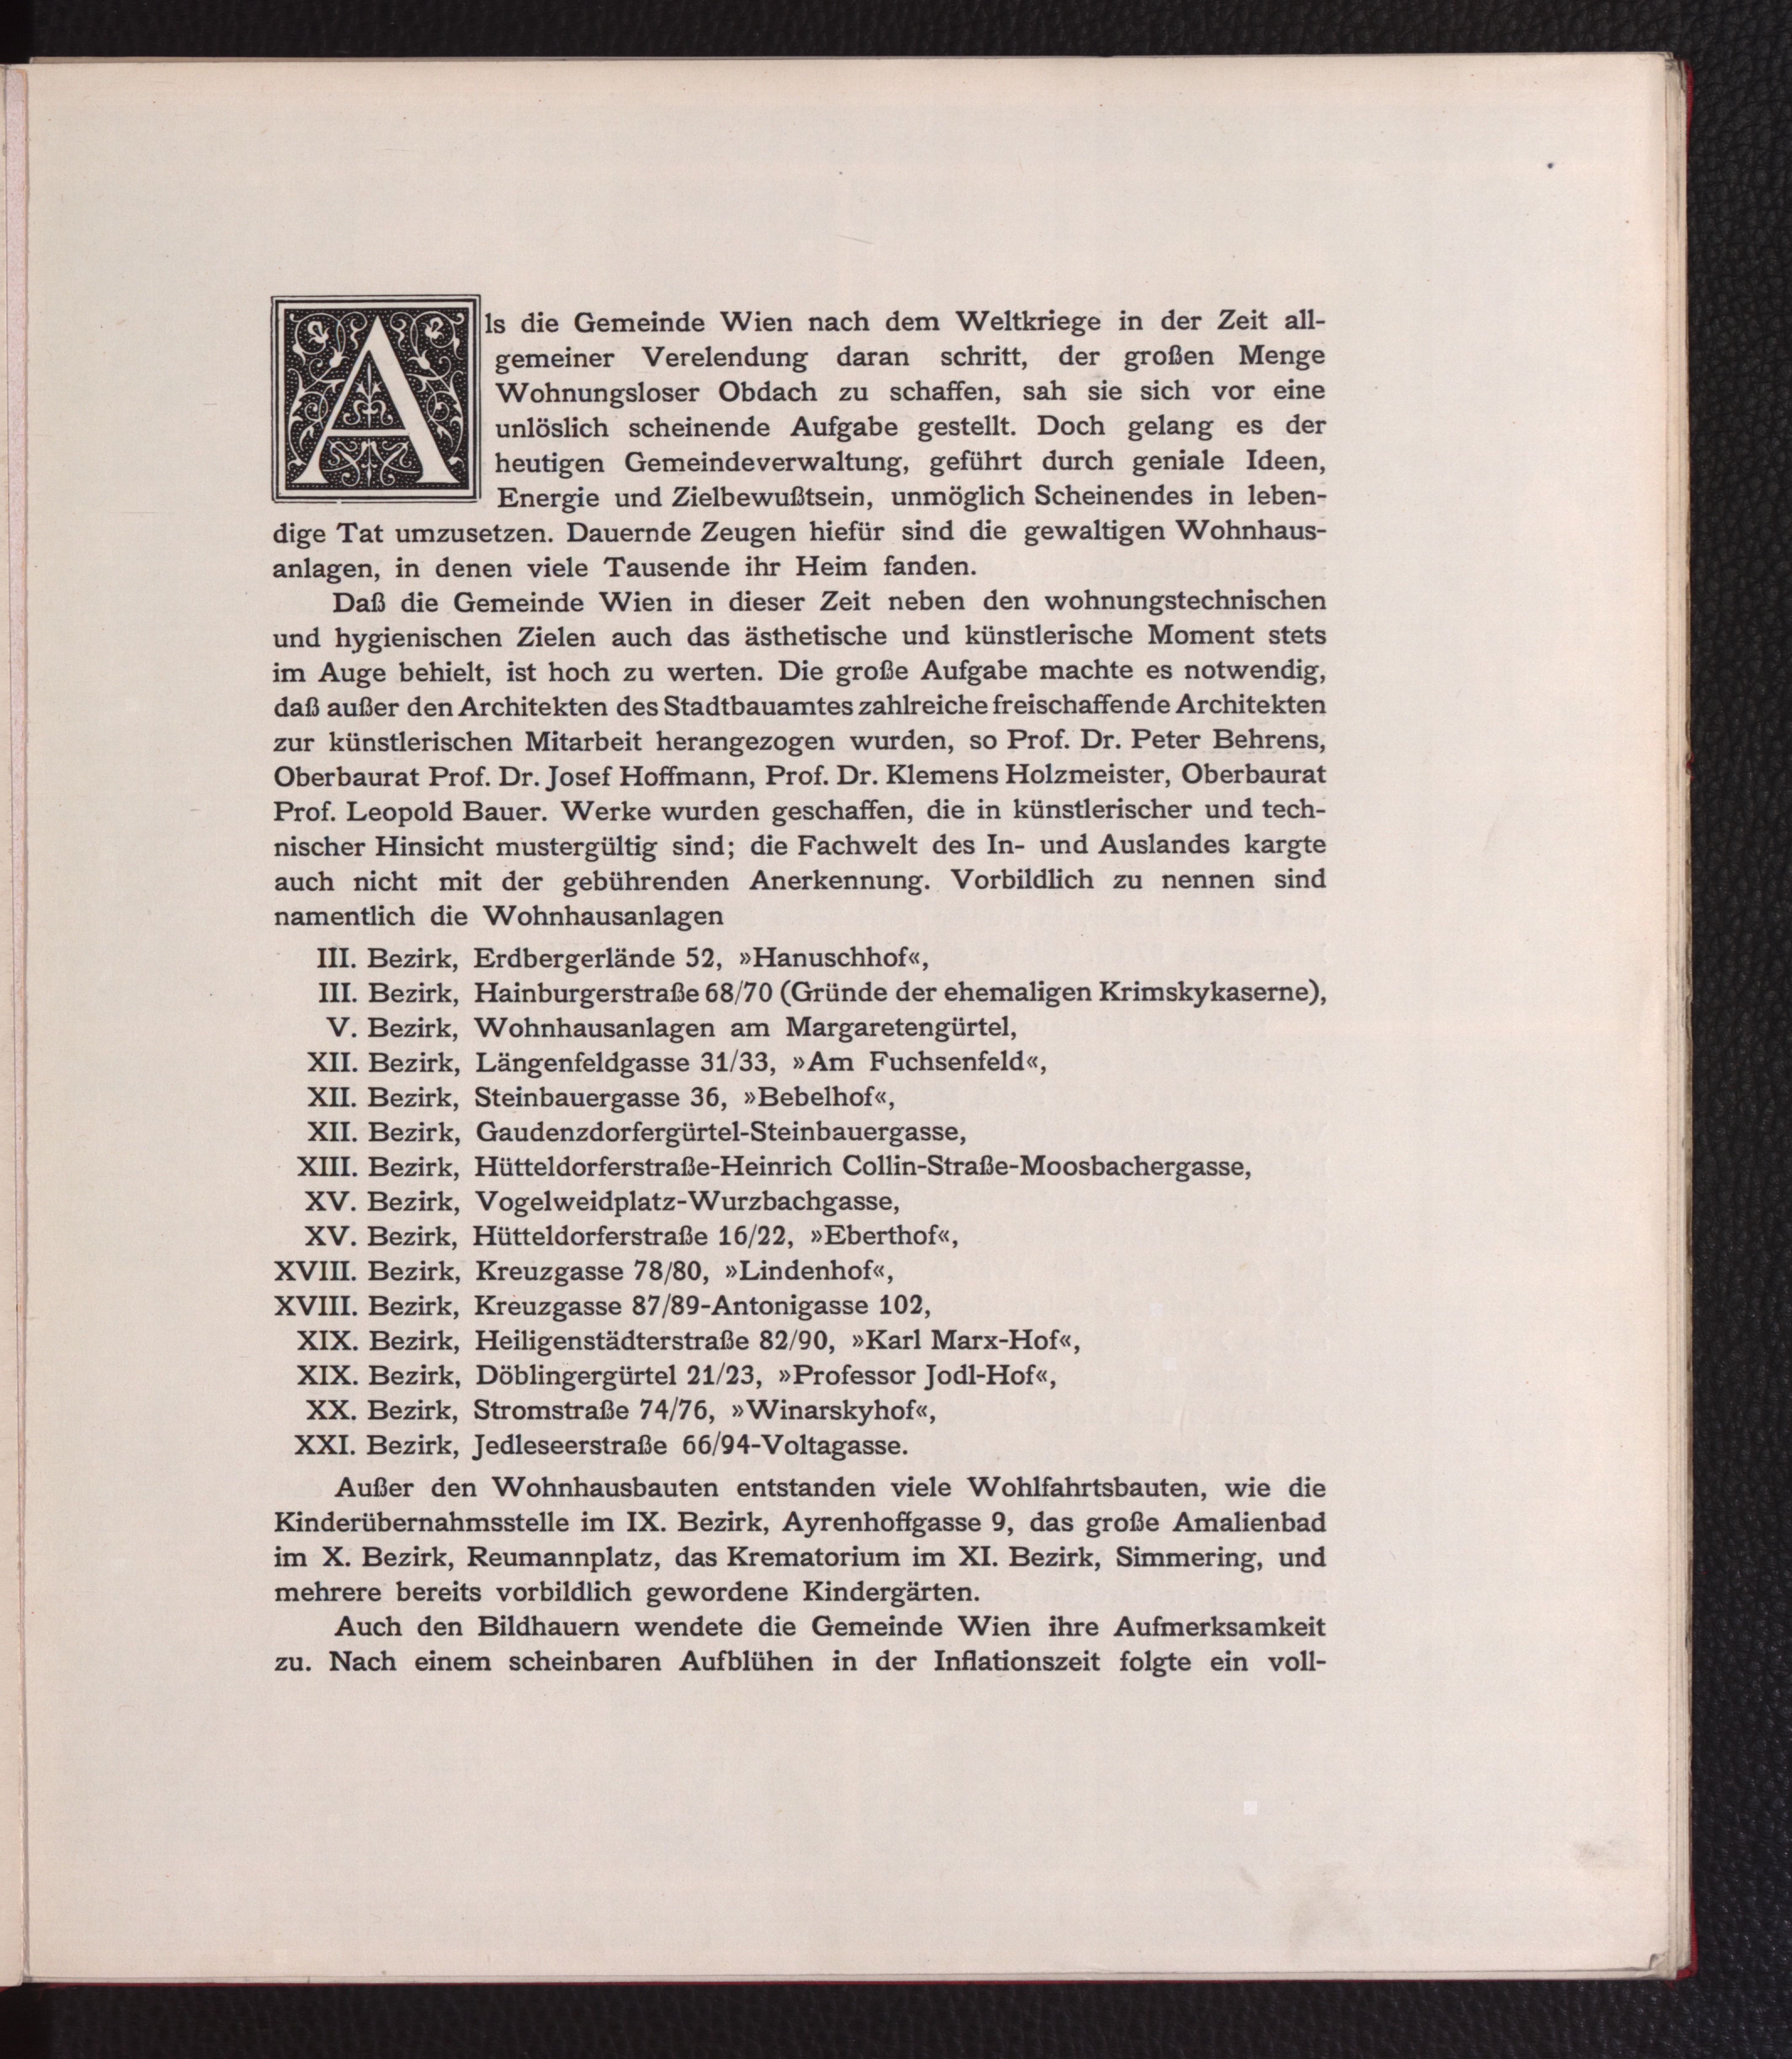 Als die Gemeinde Wien nach dem Weltkriege in der Zeit all-
gemeiner Verelendung daran schritt, der großen Menge
Wohnungsloser Obdach zu schaffen, sah sie sich vor eine
unlöslich scheinende Aufgabe gestellt. Doch gelang es der
heutigen Gemeindeverwaltung, geführt durch geniale Ideen,
Energie und Zielbewußtsein, unmöglich Scheinendes in leben-
dige Tat umzusetzen. Dauernde Zeugen hiefür sind die gewaltigen Wohnhaus-
anlagen, in denen viele Tausende ihr Heim fanden.
Daß die Gemeinde Wien in dieser Zeit neben den wohnungstechnischen
und hygienischen Zielen auch das ästhetische und künstlerische Moment stets
im Auge behielt, ist hoch zu werten. Die große Aufgabe machte es notwendig,
daß außer den Architekten des Stadtbauamtes zahlreiche freischaffende Architekten
zur künstlerischen Mitarbeit herangezogen wurden, so Prof. Dr. Peter Behrens,
Oberbaurat Prof. Dr. Josef Hoffmann, Prof. Dr. Klemens Holzmeister, Oberbaurat
Prof. Leopold Bauer. Werke wurden geschaffen, die in künstlerischer und tech-
nischer Hinsicht mustergültig sind; die Fachwelt des In- und Auslandes kargte
auch nicht mit der gebührenden Anerkennung. Vorbildlich zu nennen sind
namentlich die Wohnhausanlagen
III. Bezirk, Erdbergerlände 52, »Hanuschhof«,
III. Bezirk, Hainburgerstraße 68/70 (Gründe der ehemaligen Krimskykaserne),
V. Bezirk, Wohnhausanlagen am Margaretengürtel,
XII. Bezirk, Längenfeldgasse 31/33, »Am Fuchsenfeld«,
XII. Bezirk, Steinbauergasse 36, »Bebelhof«,
XII. Bezirk, Gaudenzdorfergürtel-Steinbauergasse,
XIII. Bezirk, Hütteldorferstraße-Heinrich Collin-Straße-Moosbachergasse,
XV. Bezirk, Vogelweidplatz-Wurzbachgasse,
XV. Bezirk, Hütteldorferstraße 16/22, »Eberthof«,
XVIII. Bezirk, Kreuzgasse 78/80, »Lindenhof«,
XVIII. Bezirk, Kreuzgasse 87/89-Antonigasse 102,
XIX. Bezirk, Heiligenstädterstraße 82/90, »Karl Marx-Hof«,
XIX. Bezirk, Döblingergürtel 21/23, »Professor Jodl-Hof«,
XX. Bezirk, Stromstraße 74/76, »Winarskyhof«,
XXI. Bezirk, Jedleseerstraße 66/94-Voltagasse.
Außer den Wohnhausbauten entstanden viele Wohlfahrtsbauten, wie die
Kinderübernahmsstelle im IX. Bezirk, Ayrenhoffgasse 9, das große Amalienbad
im X. Bezirk, Reumannplatz, das Krematorium im XI. Bezirk, Simmering, und
mehrere bereits vorbildlich gewordene Kindergärten.
Auch den Bildhauern wendete die Gemeinde Wien ihre Aufmerksamkeit
zu. Nach einem scheinbaren Aufblühen in der Inflationszeit folgte ein voll-